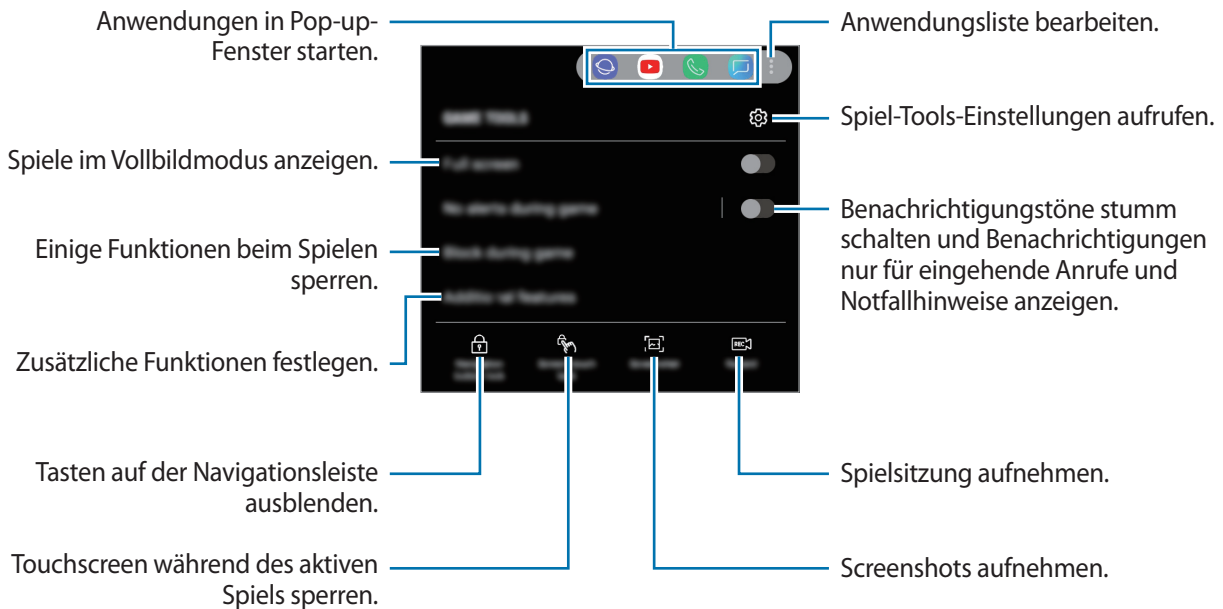 Anwendungen in Pop-up-
Fenster starten.
Anwendungsliste bearbeiten.
GAME TOOLS
Spiel-Tools-Einstellungen aufrufen.
Spiele im Vollbildmodus anzeigen.
Full screen
No alerts during game
Benachrichtigungstöne stumm
schalten und Benachrichtigungen
nur für eingehende Anrufe und
Notfallhinweise anzeigen.
Einige Funktionen beim Spielen
sperren.
Block during game
Additional features
Zusätzliche Funktionen festlegen.
REC
Tasten auf der Navigationsleiste
ausblenden.
Spielsitzung aufnehmen.
Touchscreen während des aktiven
Spiels sperren.
Screenshots aufnehmen.